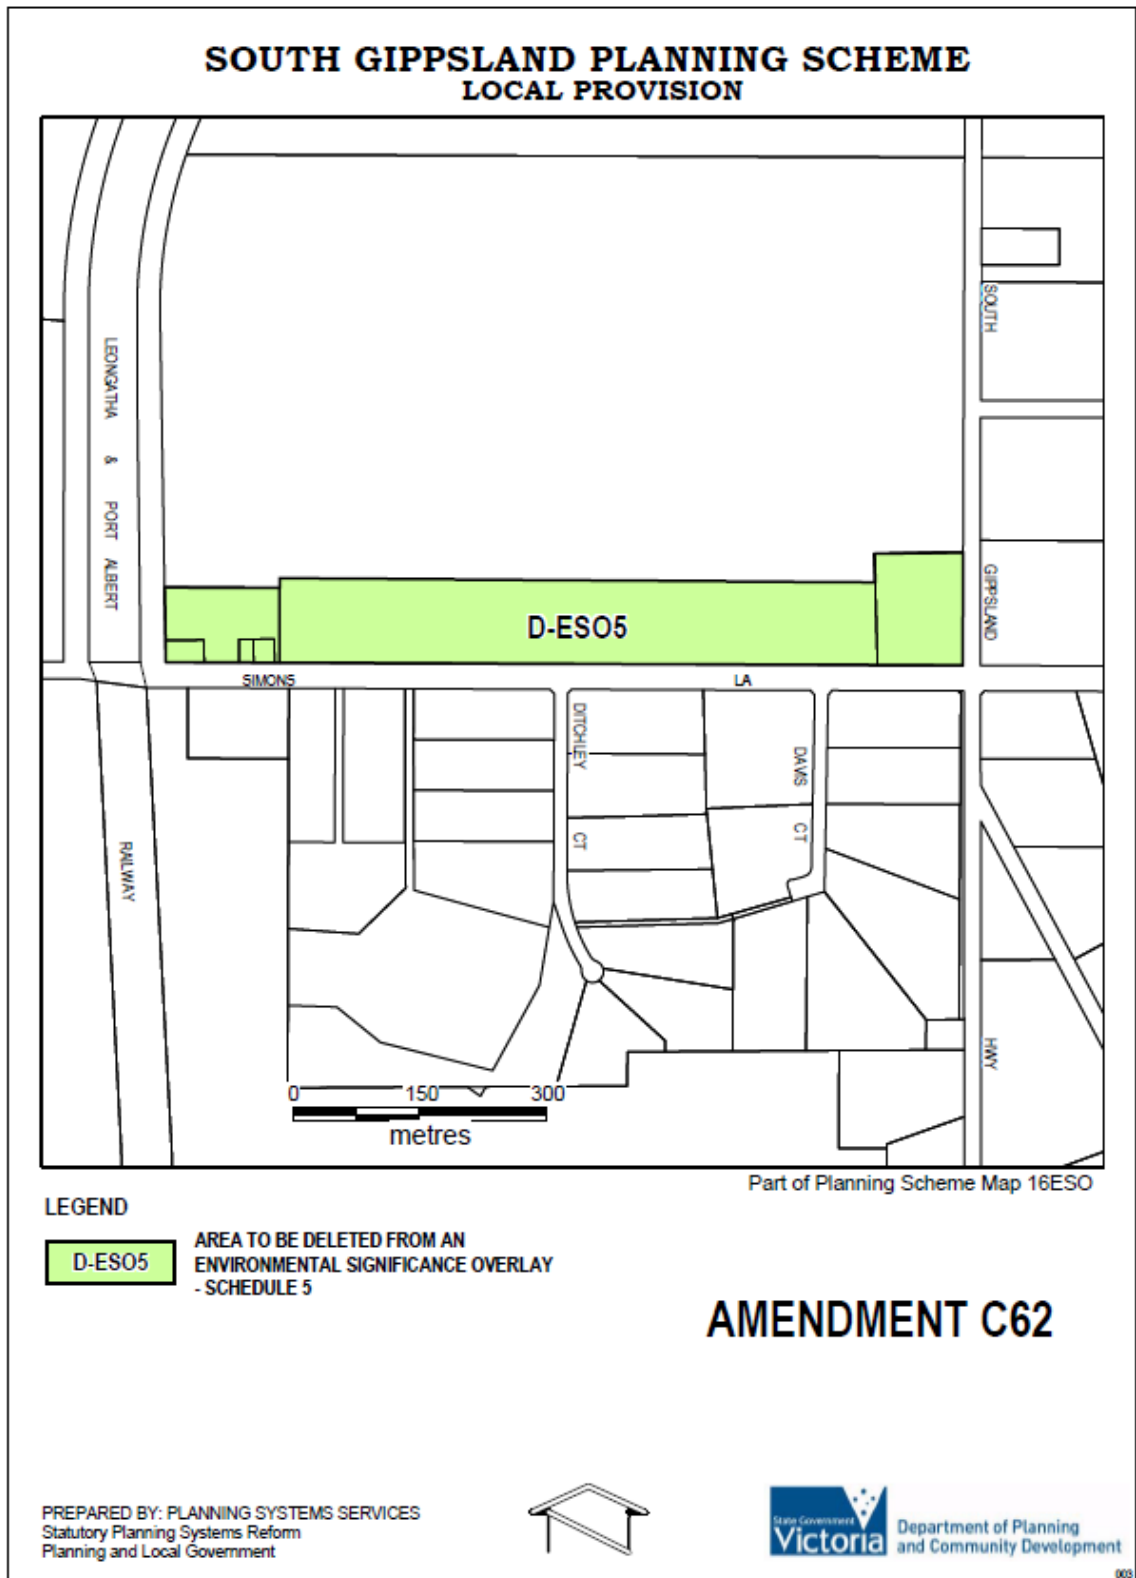 SOUTH GIPPSLAND PLANNING SCHEME
LOCAL PROVISION
SOUTH
LEONGATHA & PORT ALBERT
GIPPSLAND
D-ESO5
SIMONS LA
DITCHLEY CT
DAVIS CT
RAILWAY
HWY
0 150 300
metres
Part of Planning Scheme Map 16ESO
LEGEND
D-ESO5
AREA TO BE DELETED FROM AN
ENVIRONMENTAL SIGNIFICANCE OVERLAY
- SCHEDULE 5
AMENDMENT C62
PREPARED BY: PLANNING SYSTEMS SERVICES
Statutory Planning Systems Reform
Planning and Local Government
State Government
Victoria
Department of Planning
and Community Development
003